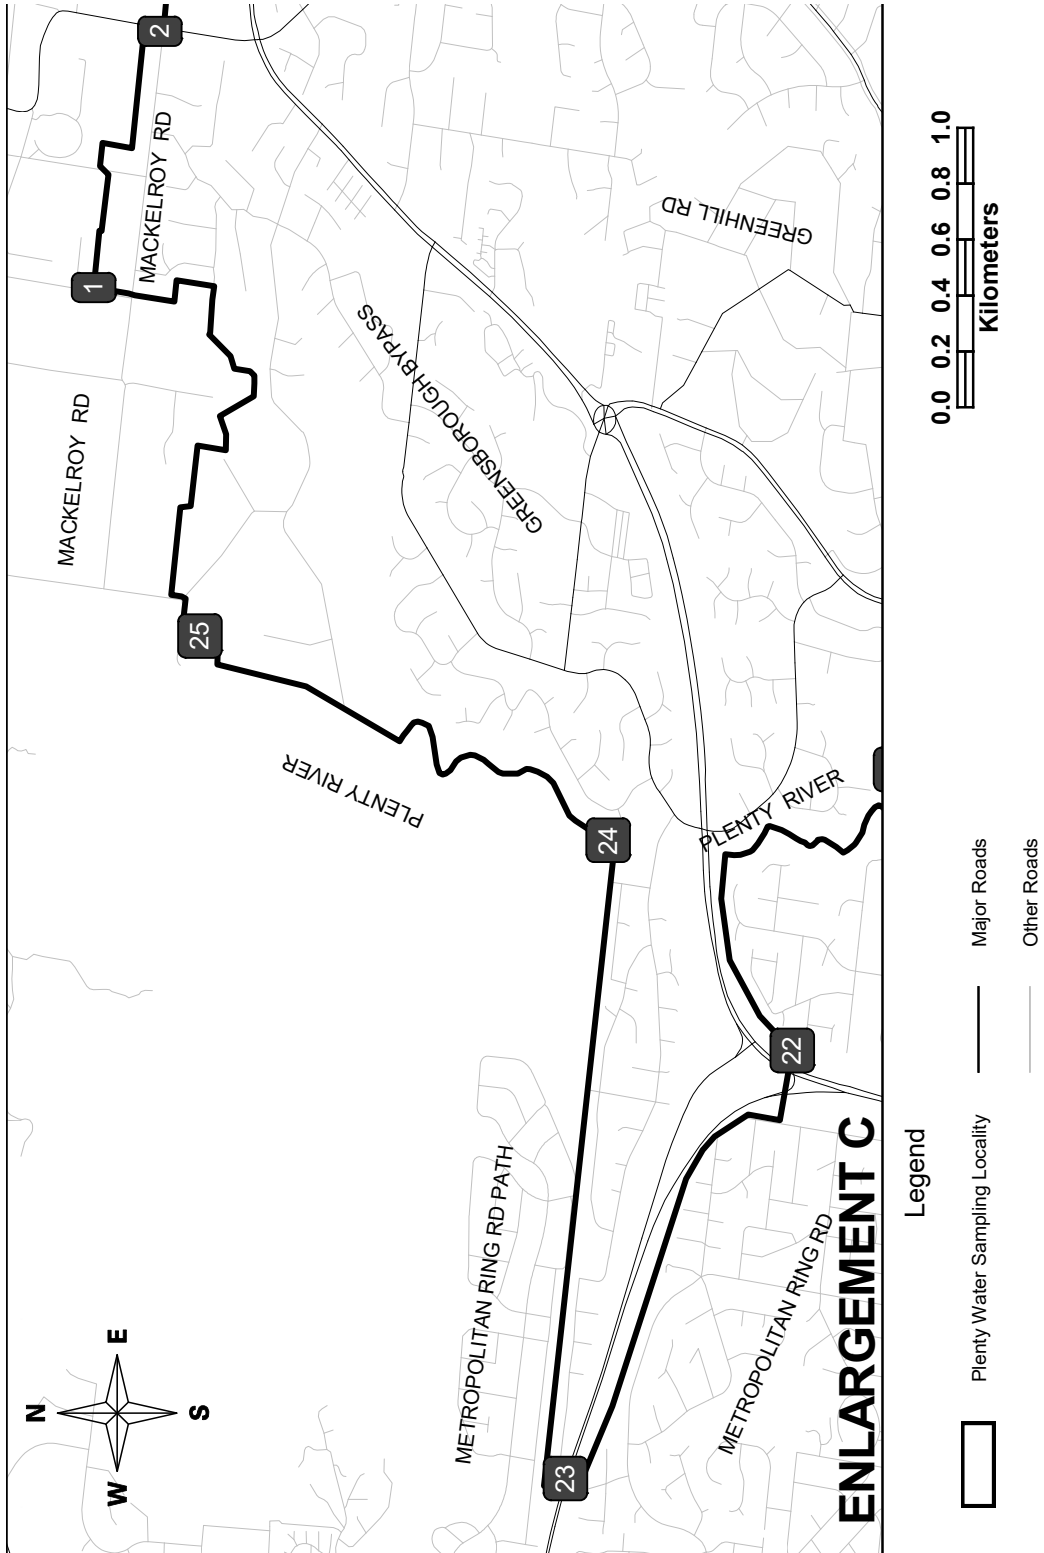 2
MACKELROY RD
1
MACKELROY RD
GREENHILL RD
GREENSBOROUGH BYPASS
25
PLENTY RIVER
24
PLENTY RIVER
22
METROPOLITAN RING RD PATH
METROPOLITAN RING RD
23
N
E
S
W
ENLARGEMENT C
0.0 0.2 0.4 0.6 0.8 1.0
Kilometers
Legend
Plenty Water Sampling Locality
Major Roads
Other Roads